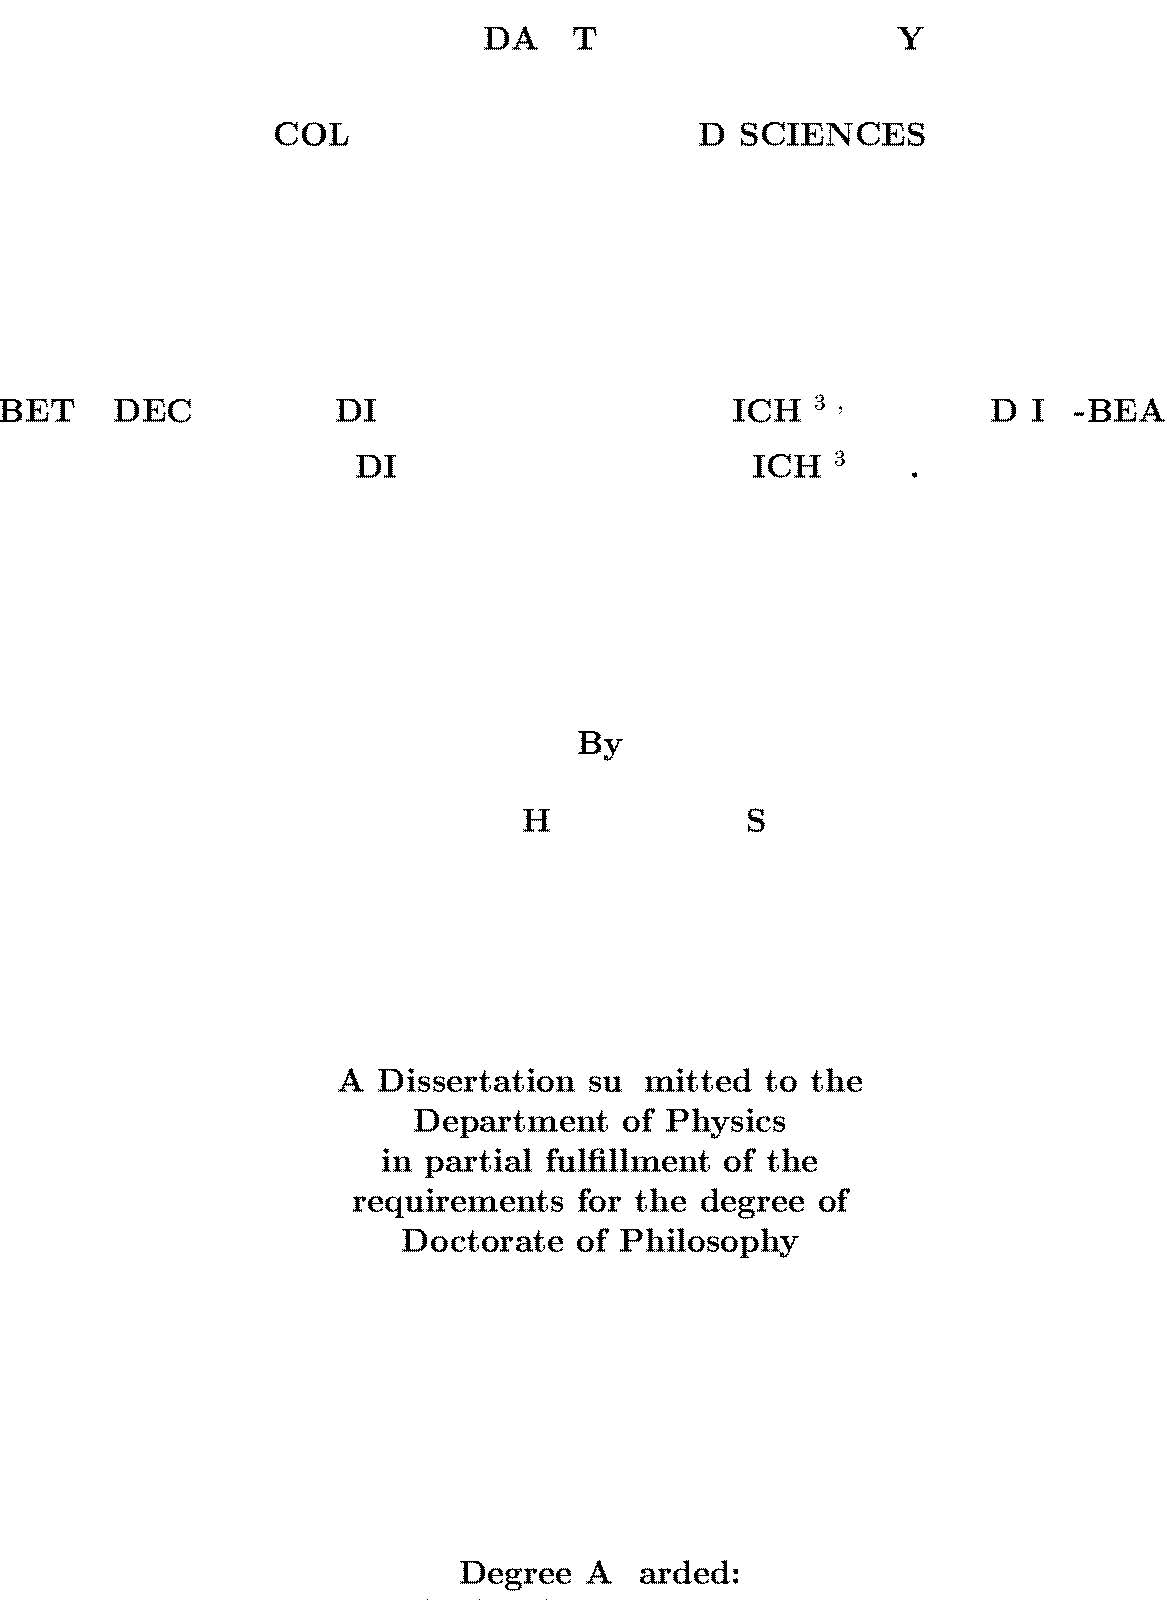 DA T Y
COL D SCIENCES
BET DEC DI ICH ³ , D I -BEA
DI ICH ³ .
By
H S
A Dissertation su mitted to the
Department of Physics
in partial fulfillment of the
requirements for the degree of
Doctorate of Philosophy
Degree A arded: